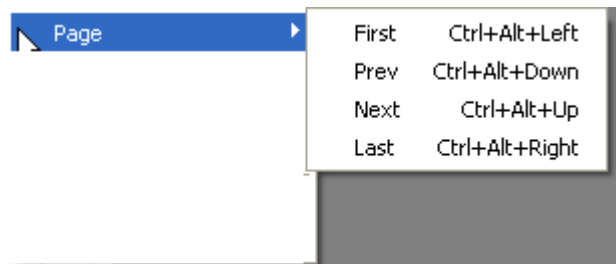 Page
First Ctrl+Alt+Left
Prev Ctrl+Alt+Down
Next Ctrl+Alt+Up
Last Ctrl+Alt+Right